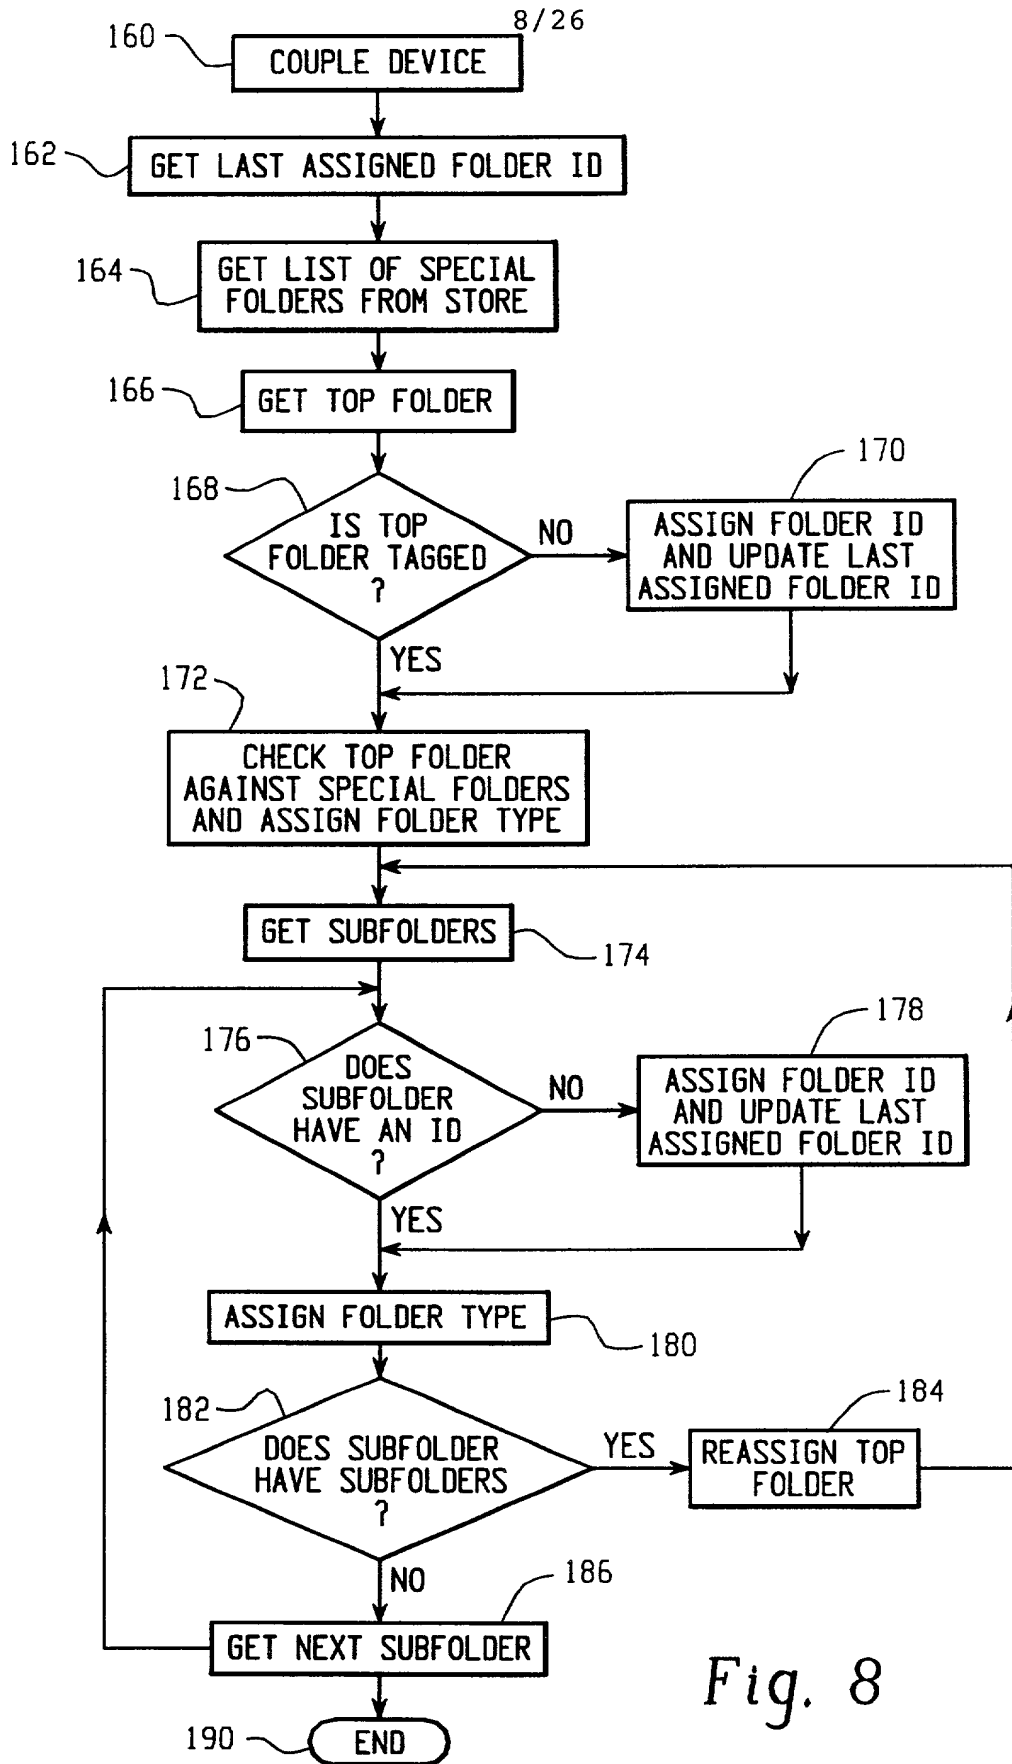 8/26
160
COUPLE DEVICE
162
GET LAST ASSIGNED FOLDER ID
164
GET LIST OF SPECIAL
FOLDERS FROM STORE
166
GET TOP FOLDER
168
IS TOP
FOLDER TAGGED
?
NO
170
ASSIGN FOLDER ID
AND UPDATE LAST
ASSIGNED FOLDER ID
YES
172
CHECK TOP FOLDER
AGAINST SPECIAL FOLDERS
AND ASSIGN FOLDER TYPE
GET SUBFOLDERS
174
176
DOES
SUBFOLDER
HAVE AN ID
?
NO
178
ASSIGN FOLDER ID
AND UPDATE LAST
ASSIGNED FOLDER ID
YES
ASSIGN FOLDER TYPE
180
182
DOES SUBFOLDER
HAVE SUBFOLDERS
?
YES
184
REASSIGN TOP
FOLDER
NO
186
GET NEXT SUBFOLDER
190
END
Fig. 8